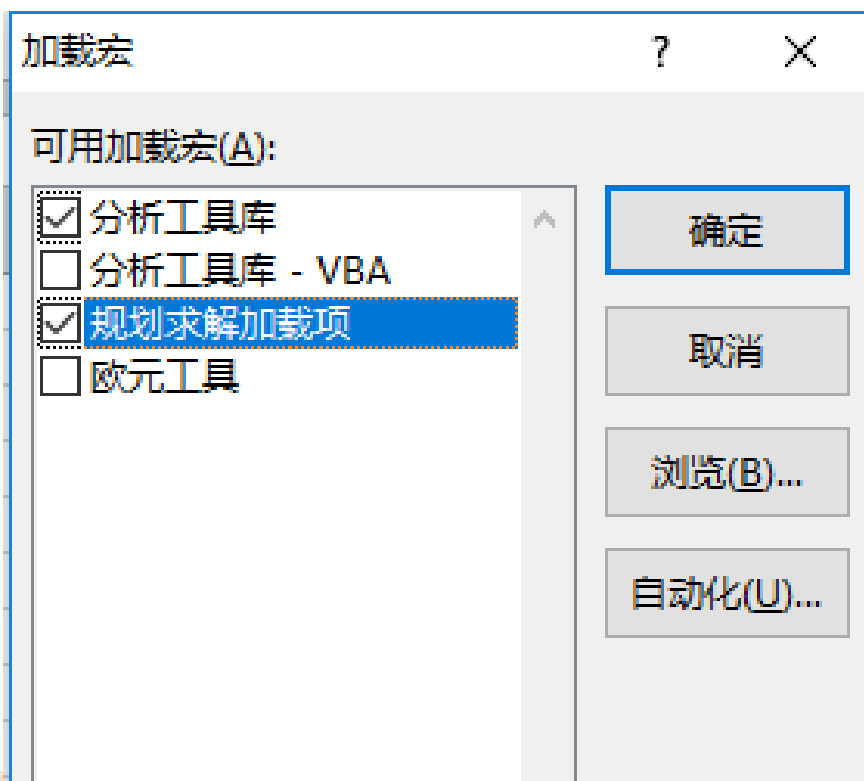 加载宏 ?
可用加载宏(A):
分析工具库
分析工具库 - VBA
规划求解加载项
欧元工具
确定
取消
浏览(B)...
自动化(U)...